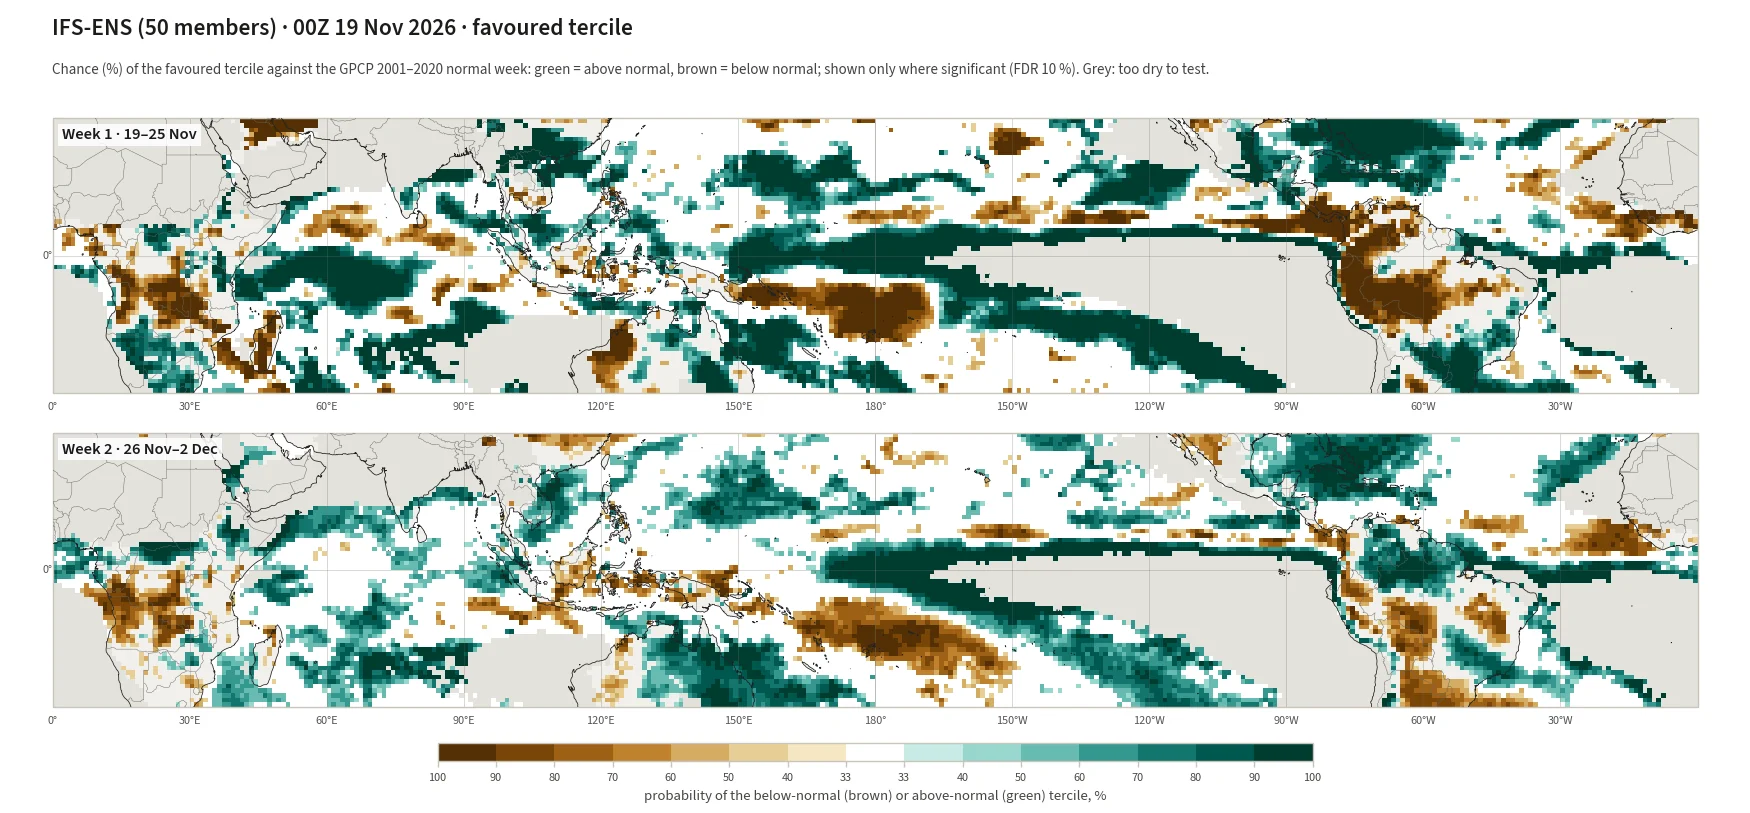 IFS-ENS (50 members) · 00Z 19 Nov 2026 · favoured tercile
Chance (%) of the favoured tercile against the GPCP 2001–2020 normal week: green = above normal, brown = below normal; shown only where significant (FDR 10 %). Grey: too dry to test.
Week 1 · 19–25 Nov
0°
0° 30°E 60°E 90°E 120°E 150°E 180° 150°W 120°W 90°W 60°W 30°W
Week 2 · 26 Nov–2 Dec
0°
0° 30°E 60°E 90°E 120°E 150°E 180° 150°W 120°W 90°W 60°W 30°W
100 90 80 70 60 50 40 33 33 40 50 60 70 80 90 100
probability of the below-normal (brown) or above-normal (green) tercile, %